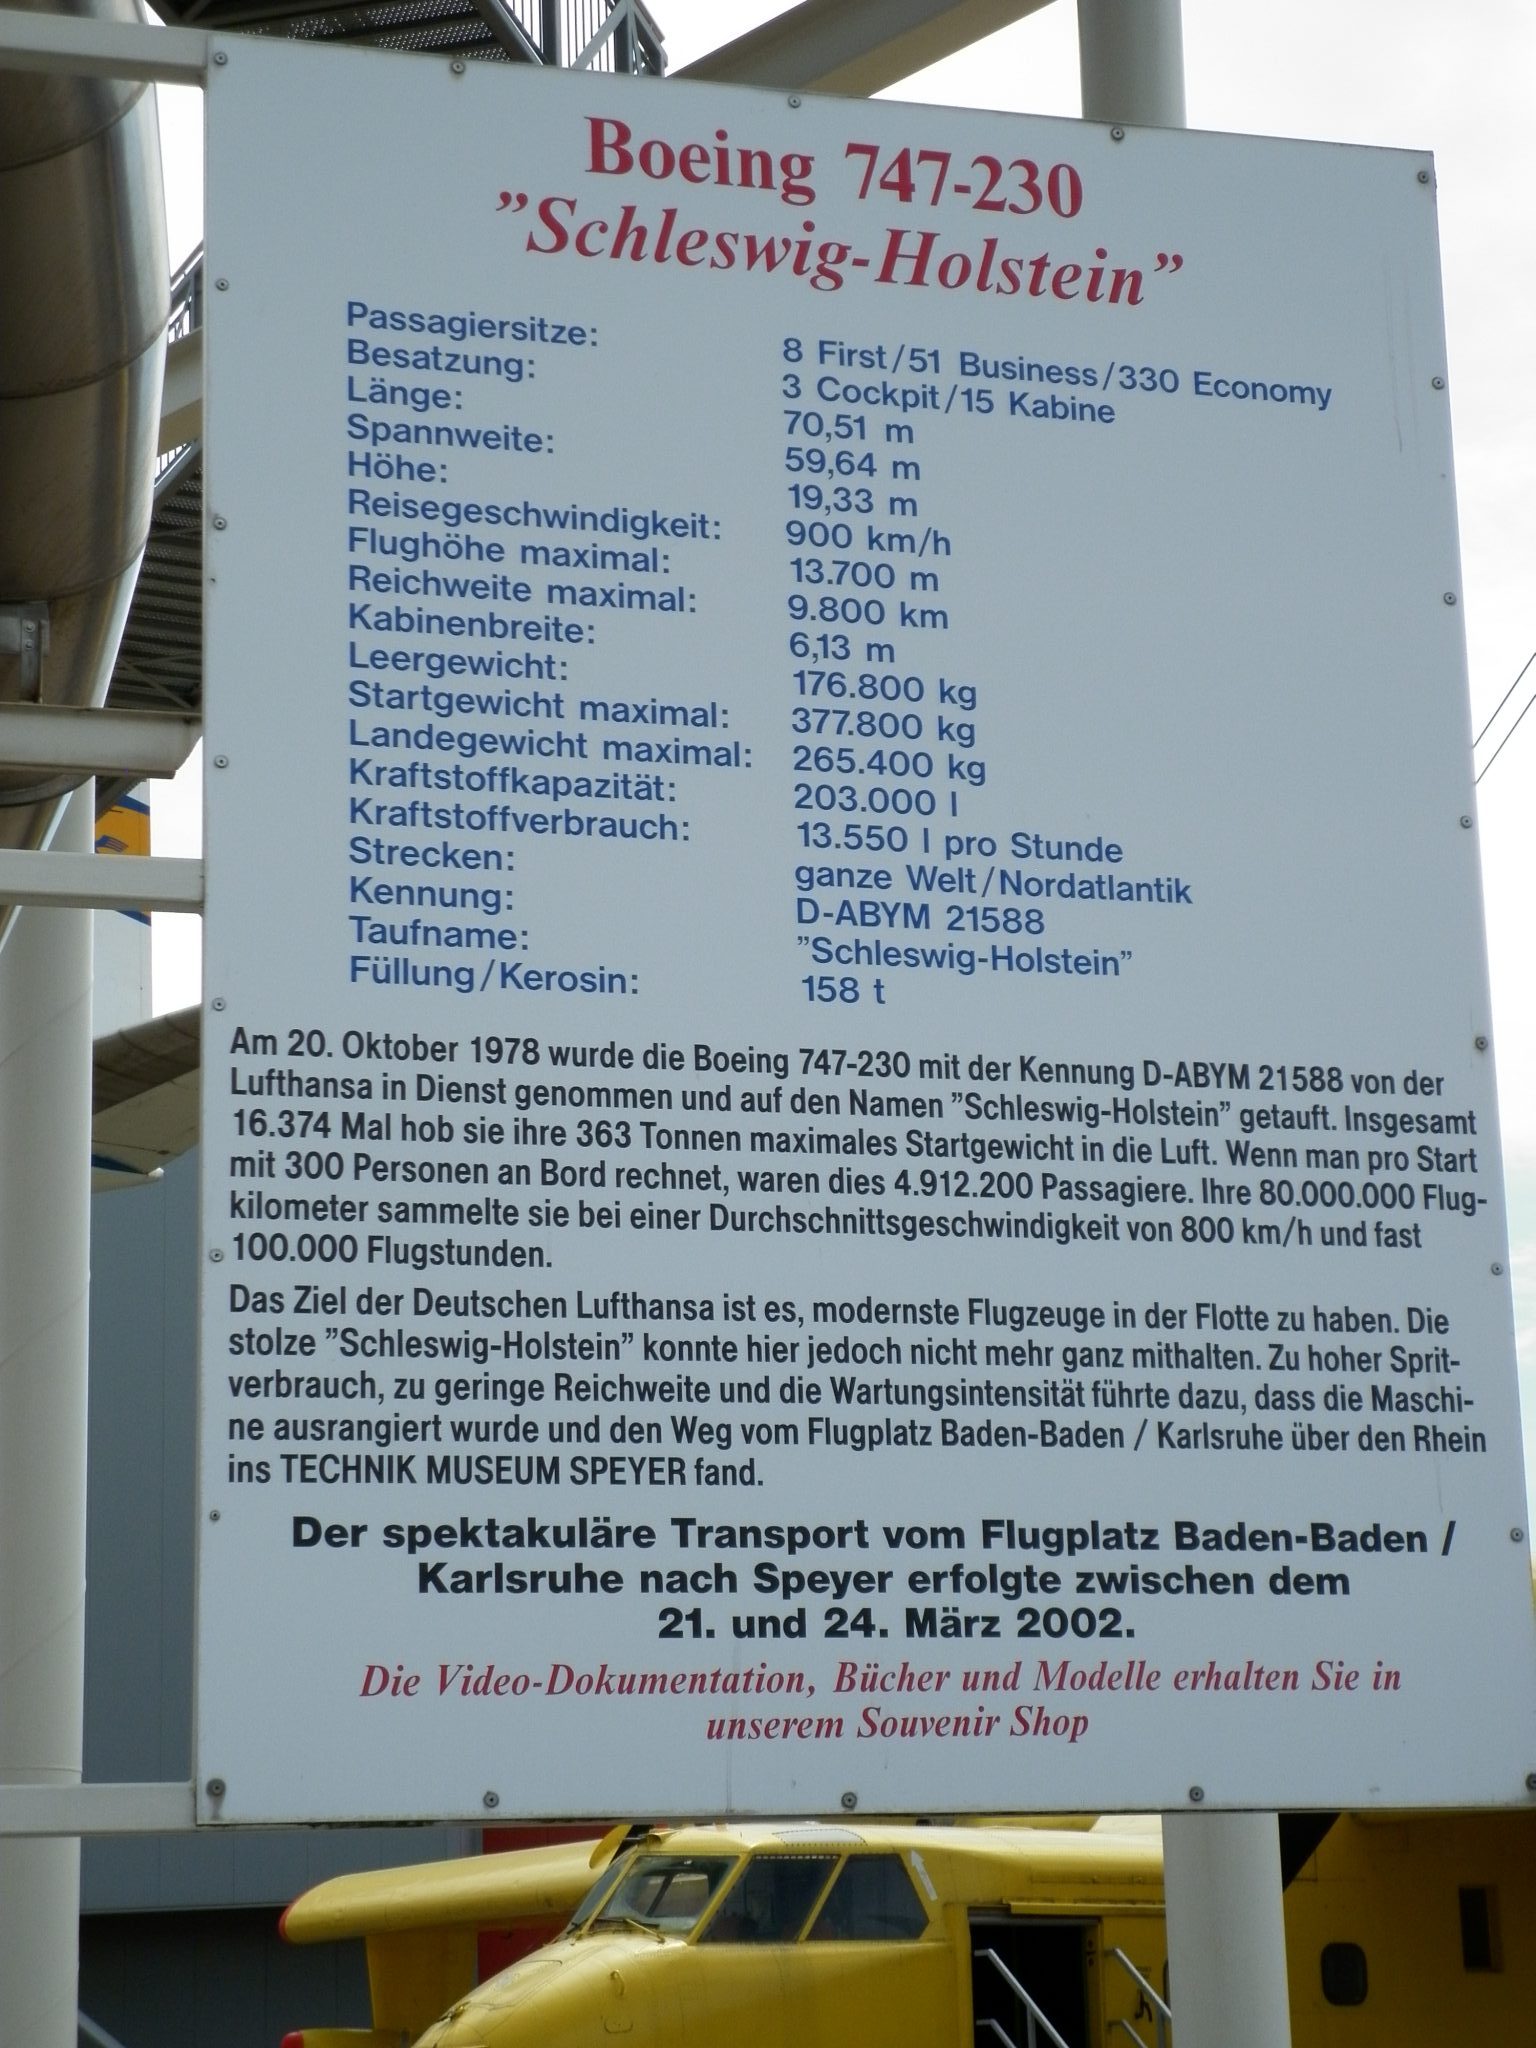 Boeing 747-230
”Schleswig-Holstein”
Passagiersitze: 8 First/51 Business/330 Economy
Besatzung: 3 Cockpit/15 Kabine
Länge: 70,51 m
Spannweite: 59,64 m
Höhe: 19,33 m
Reisegeschwindigkeit: 900 km/h
Flughöhe maximal: 13.700 m
Reichweite maximal: 9.800 km
Kabinenbreite: 6,13 m
Leergewicht: 176.800 kg
Startgewicht maximal: 377.800 kg
Landegewicht maximal: 265.400 kg
Kraftstoffkapazität: 203.000 l
Kraftstoffverbrauch: 13.550 l pro Stunde
Strecken: ganze Welt/Nordatlantik
Kennung: D-ABYM 21588
Taufname: ”Schleswig-Holstein”
Füllung/Kerosin: 158 t
Am 20. Oktober 1978 wurde die Boeing 747-230 mit der Kennung D-ABYM 21588 von der
Lufthansa in Dienst genommen und auf den Namen ”Schleswig-Holstein” getauft. Insgesamt
16.374 Mal hob sie ihre 363 Tonnen maximales Startgewicht in die Luft. Wenn man pro Start
mit 300 Personen an Bord rechnet, waren dies 4.912.200 Passagiere. Ihre 80.000.000 Flug-
kilometer sammelte sie bei einer Durchschnittsgeschwindigkeit von 800 km/h und fast
100.000 Flugstunden.
Das Ziel der Deutschen Lufthansa ist es, modernste Flugzeuge in der Flotte zu haben. Die
stolze ”Schleswig-Holstein” konnte hier jedoch nicht mehr ganz mithalten. Zu hoher Sprit-
verbrauch, zu geringe Reichweite und die Wartungsintensität führte dazu, dass die Maschi-
ne ausrangiert wurde und den Weg vom Flugplatz Baden-Baden / Karlsruhe über den Rhein
ins TECHNIK MUSEUM SPEYER fand.
Der spektakuläre Transport vom Flugplatz Baden-Baden /
Karlsruhe nach Speyer erfolgte zwischen dem
21. und 24. März 2002.
Die Video-Dokumentation, Bücher und Modelle erhalten Sie in
unserem Souvenir Shop